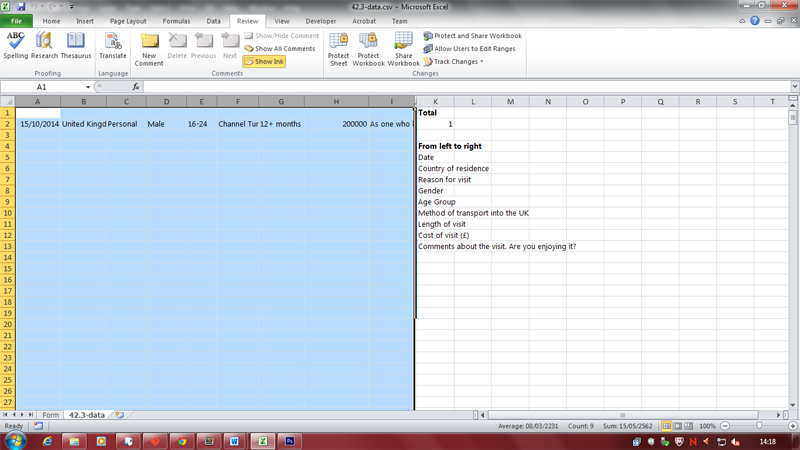 42.3-data.csv - Microsoft Excel
File Home Insert Page Layout Formulas Data Review View Developer Acrobat Team
ABC
Spelling Research Thesaurus
Proofing
Translate
Language
New Comment Delete Previous Next
Show/Hide Comment
Show All Comments
Show Ink
Comments
Protect Sheet Protect Workbook Share Workbook
Protect and Share Workbook
Allow Users to Edit Ranges
Track Changes
Changes
A1 fx
A B C D E F G H I K L M N O P Q R S T
1 Total
2 15/10/2014 United Kingd Personal Male 16-24 Channel Tur 12+ months 200000 As one who 1
3
4 From left to right
5 Date
6 Country of residence
7 Reason for visit
8 Gender
9 Age Group
10 Method of transport into the UK
11 Length of visit
12 Cost of visit (£)
13 Comments about the visit. Are you enjoying it?
14
15
16
17
18
19
20
21
22
23
24
25
26
27
Form 42.3-data
Ready Average: 08/03/2231 Count: 9 Sum: 15/05/2562 100%
14:18